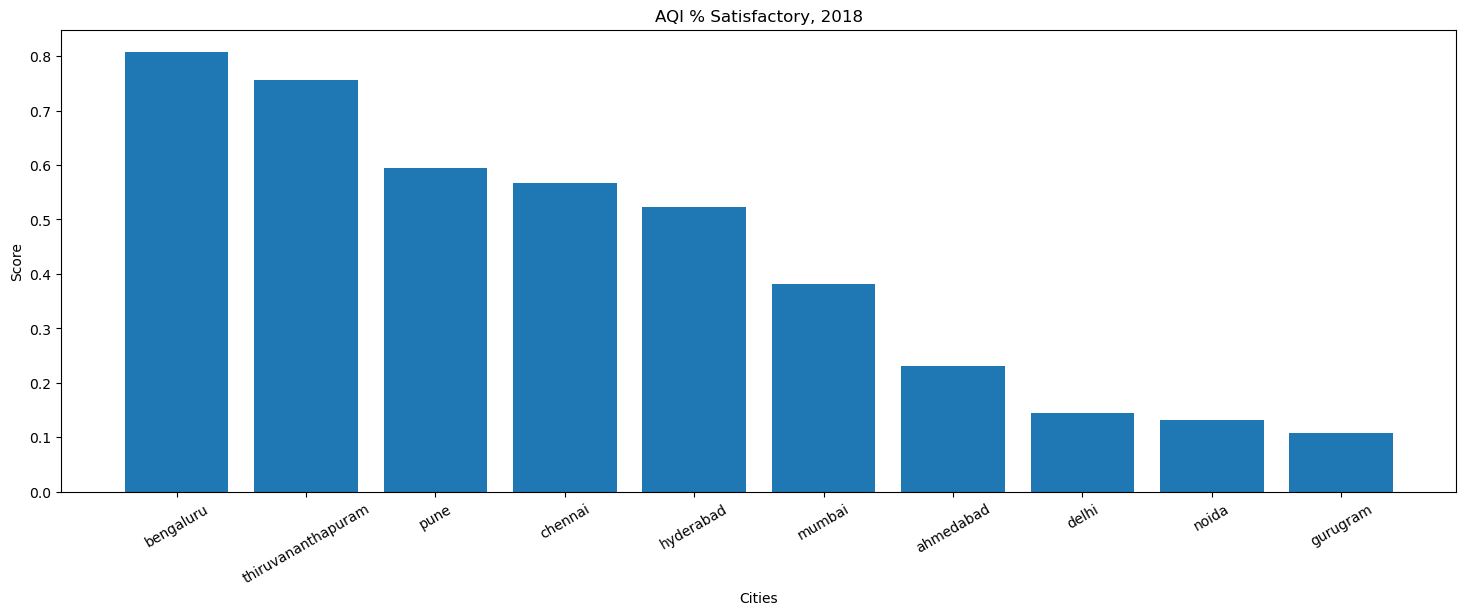 AQI % Satisfactory, 2018
Score
0.8
0.7
0.6
0.5
0.4
0.3
0.2
0.1
0.0
bengaluru
thiruvananthapuram
pune
chennai
hyderabad
mumbai
ahmedabad
delhi
noida
gurugram
Cities